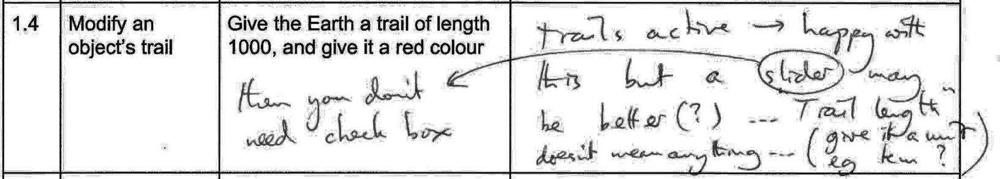 1.4
Modify an
object's trail
Give the Earth a trail of length
1000, and give it a red colour
then you don't
need check box
trails active → happy with
this but a slider may
be better (?) ... Trail length"
doesn't mean anything ... (give it a unit
eg km ?)